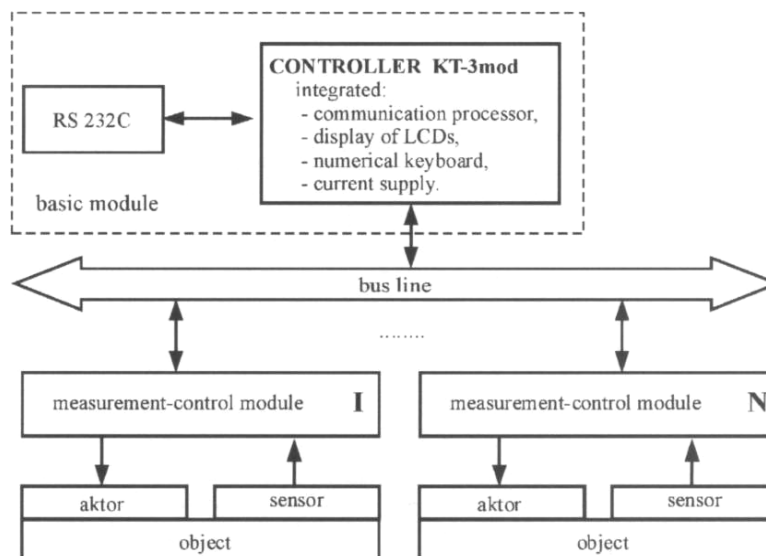 CONTROLLER KT-3mod
integrated:
- communication processor,
- display of LCDs,
- numerical keyboard,
- current supply.
RS 232C
basic module
bus line
........
measurement-control module I
measurement-control module N
aktor
sensor
aktor
sensor
object
object